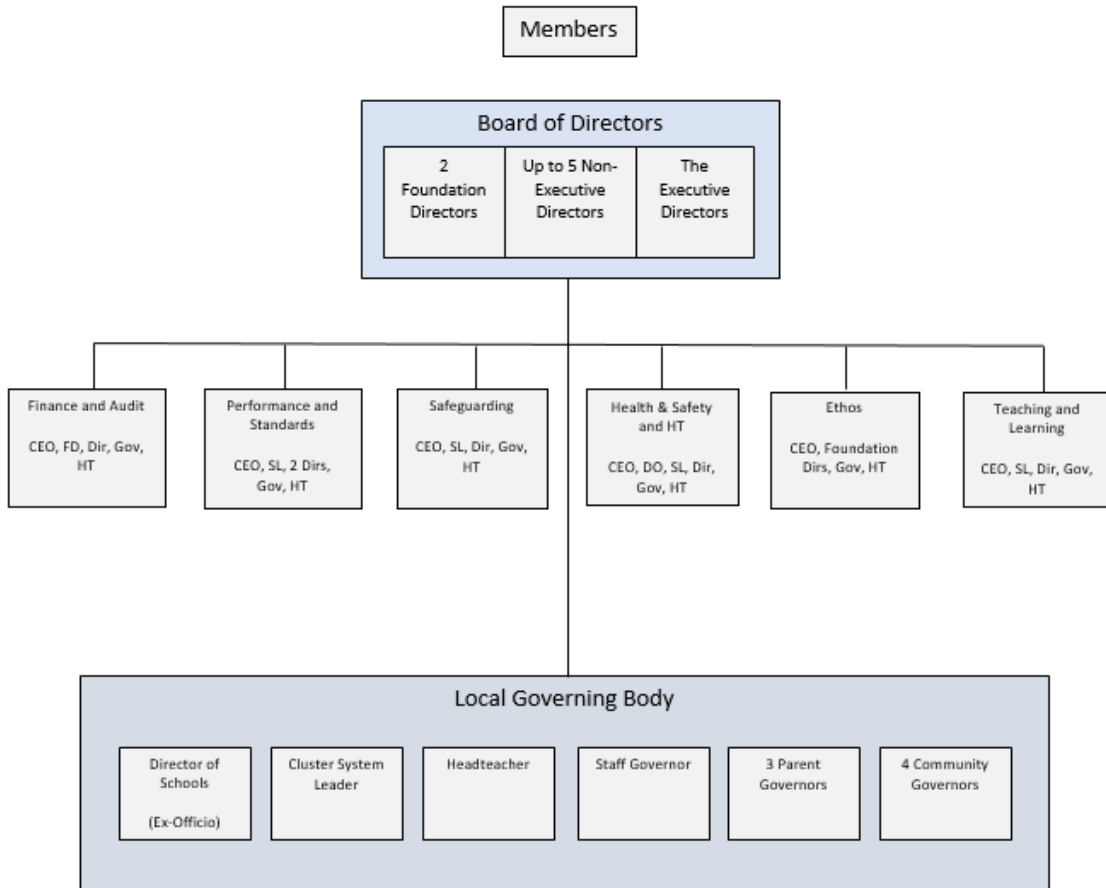 Members
Board of Directors
2
Foundation
Directors
Up to 5 Non-
Executive
Directors
The
Executive
Directors
Finance and Audit
CEO, FD, Dir, Gov,
HT
Performance and
Standards
CEO, SL, 2 Dirs,
Gov, HT
Safeguarding
CEO, SL, Dir, Gov,
HT
Health & Safety
and HT
CEO, DO, SL, Dir,
Gov, HT
Ethos
CEO, Foundation
Dirs, Gov, HT
Teaching and
Learning
CEO, SL, Dir, Gov,
HT
Local Governing Body
Director of
Schools
(Ex-Officio)
Cluster System
Leader
Headteacher
Staff Governor
3 Parent
Governors
4 Community
Governors